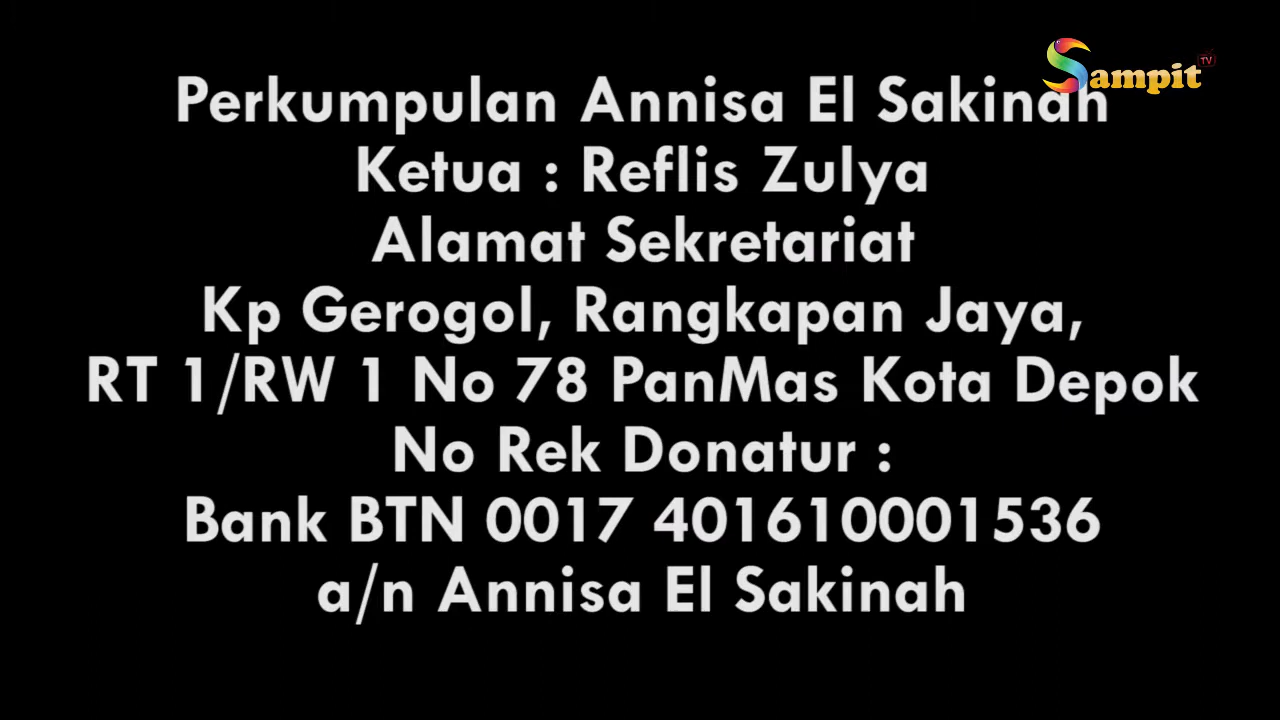 Sampit TV
Perkumpulan Annisa El Sakinah
Ketua : Reflis Zulya
Alamat Sekretariat
Kp Gerogol, Rangkapan Jaya,
RT 1/RW 1 No 78 PanMas Kota Depok
No Rek Donatur :
Bank BTN 0017 401610001536
a/n Annisa El Sakinah